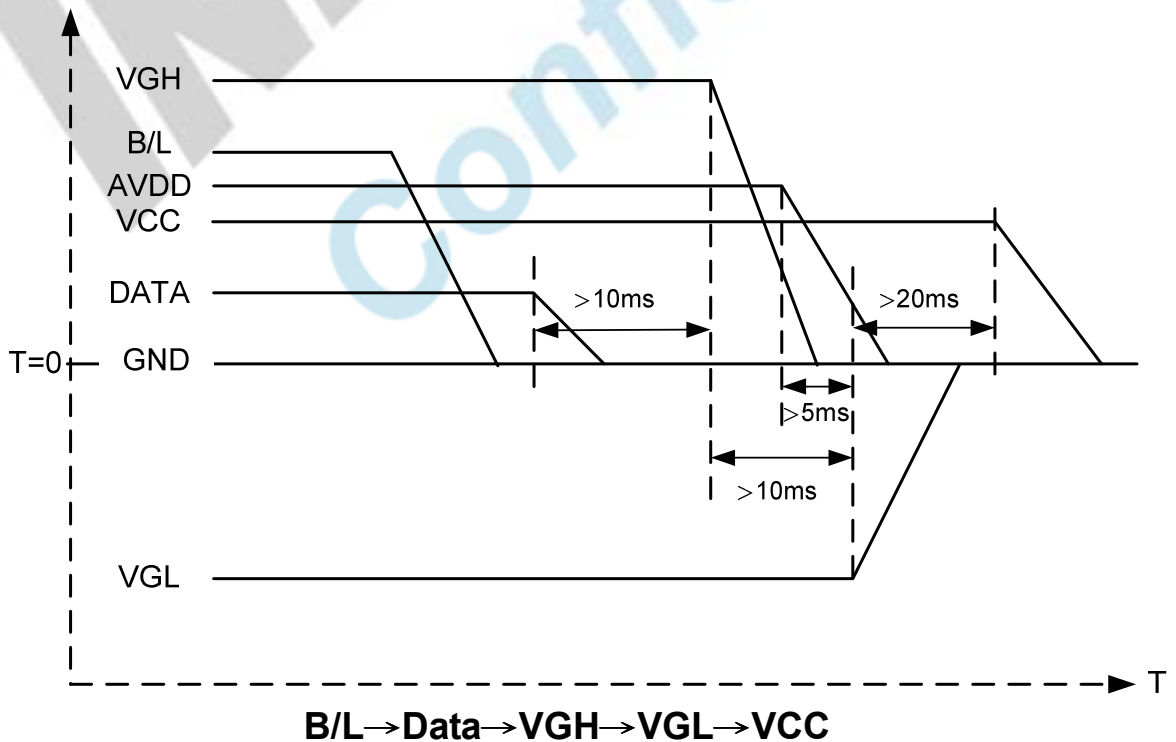 VGH
B/L
AVDD
VCC
DATA
>10ms
>20ms
T=0
GND
>5ms
>10ms
VGL
T
B/L→Data→VGH→VGL→VCC